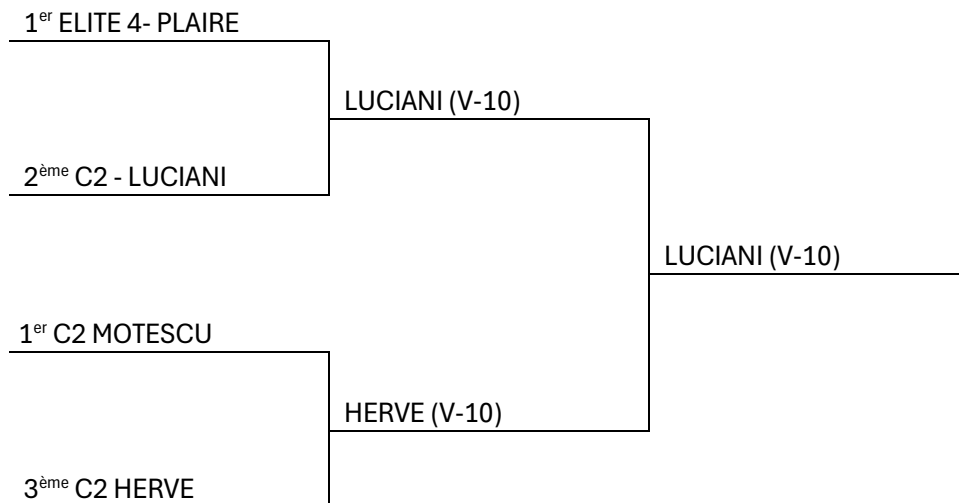 1er ELITE 4- PLAIRE
LUCIANI (V-10)
2ème C2 - LUCIANI
LUCIANI (V-10)
1er C2 MOTESCU
HERVE (V-10)
3ème C2 HERVE